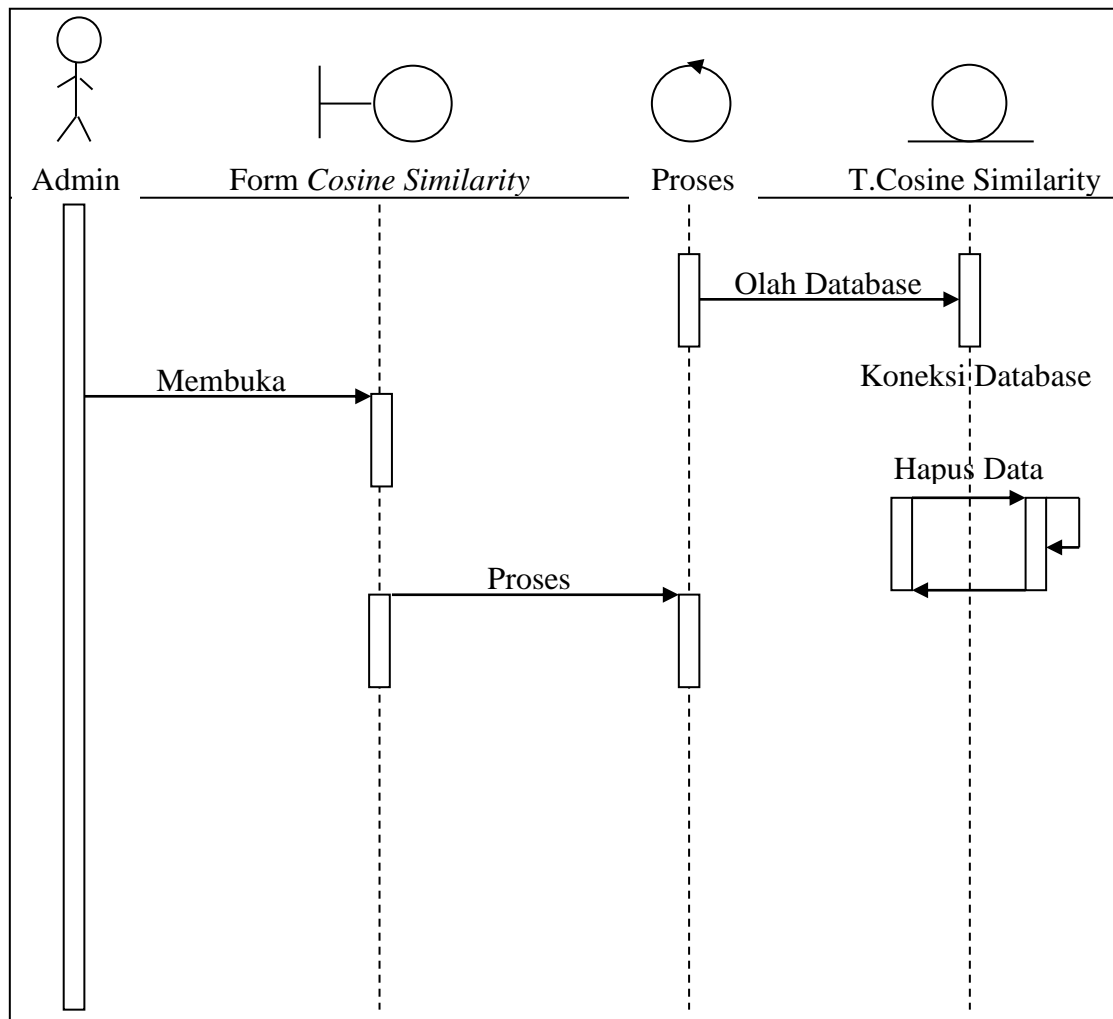 Admin
Form Cosine Similarity
Proses
T.Cosine Similarity
Olah Database
Membuka
Koneksi Database
Hapus Data
Proses